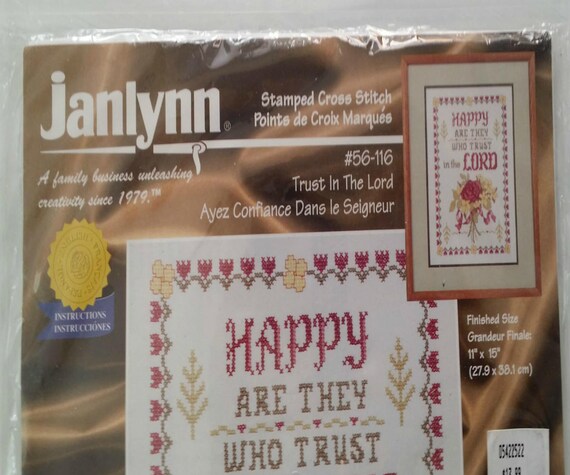 Janlynn®
A family business unleashing
creativity since 1979.™
Stamped Cross Stitch
Points de Croix Marqués
#56-116
Trust In The Lord
Ayez Confiance Dans le Seigneur
HAPPY
ARE THEY
WHO TRUST
in the LORD
INSTRUCTIONS
INSTRUCCIÓNES
Finished Size
Grandeur Finale:
11" x 15"
(27.9 x 38.1 cm)
HAPPY
ARE THEY
WHO TRUST
05422522